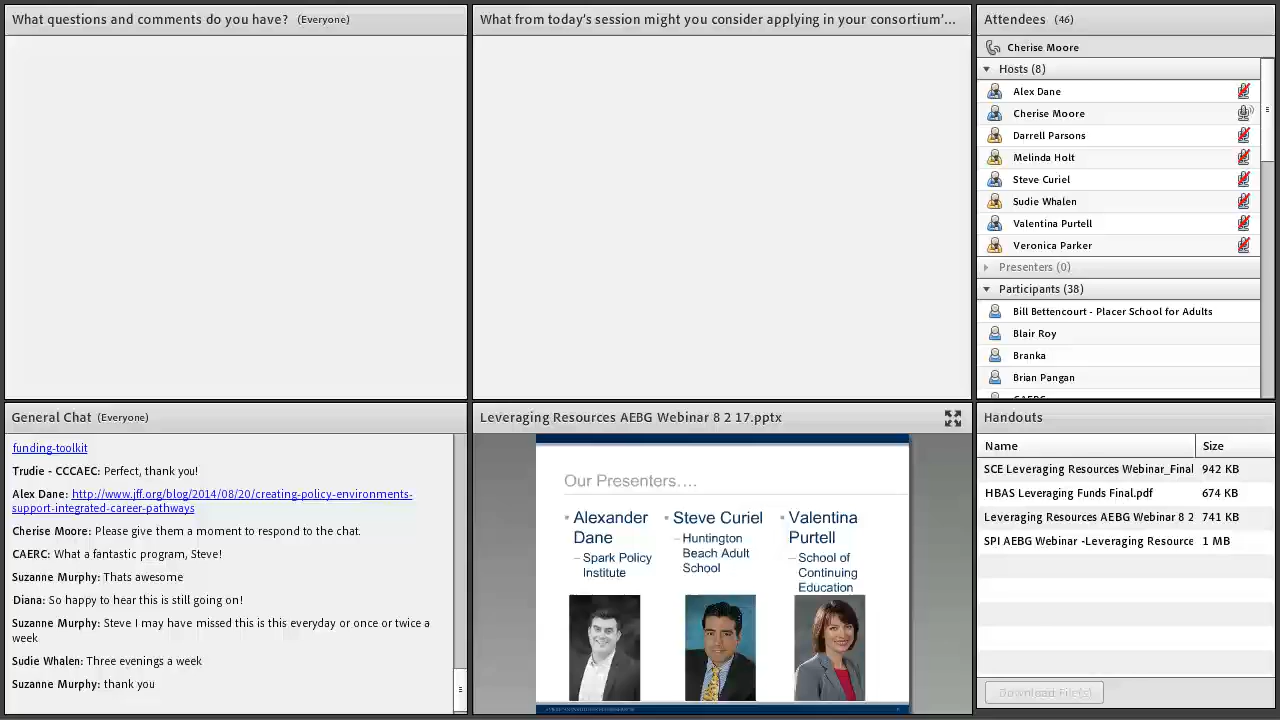 What questions and comments do you have? (Everyone)
What from today's session might you consider applying in your consortium'...
Attendees (46)
Cherise Moore
Hosts (8)
Alex Dane
Cherise Moore
Darrell Parsons
Melinda Holt
Steve Curiel
Sudie Whalen
Valentina Purtell
Veronica Parker
Presenters (0)
Participants (38)
Bill Bettencourt - Placer School for Adults
Blair Roy
Branka
Brian Pangan
General Chat (Everyone)
funding-toolkit
Trudie - CCCAEC: Perfect, thank you!
Alex Dane: http://www.jff.org/blog/2014/08/20/creating-policy-environments-
support-integrated-career-pathways
Cherise Moore: Please give them a moment to respond to the chat.
CAERC: What a fantastic program, Steve!
Suzanne Murphy: Thats awesome
Diana: So happy to hear this is still going on!
Suzanne Murphy: Steve I may have missed this is this everyday or once or twice a
week
Sudie Whalen: Three evenings a week
Suzanne Murphy: thank you
Leveraging Resources AEBG Webinar 8 2 17.pptx
Our Presenters....
Alexander
Dane
– Spark Policy
Institute
Steve Curiel
– Huntington
Beach Adult
School
Valentina
Purtell
– School of
Continuing
Education
Handouts
Name Size
SCE Leveraging Resources Webinar_Final 942 KB
HBAS Leveraging Funds Final.pdf 674 KB
Leveraging Resources AEBG Webinar 8 2 741 KB
SPI AEBG Webinar -Leveraging Resource 1 MB
Download File(s)